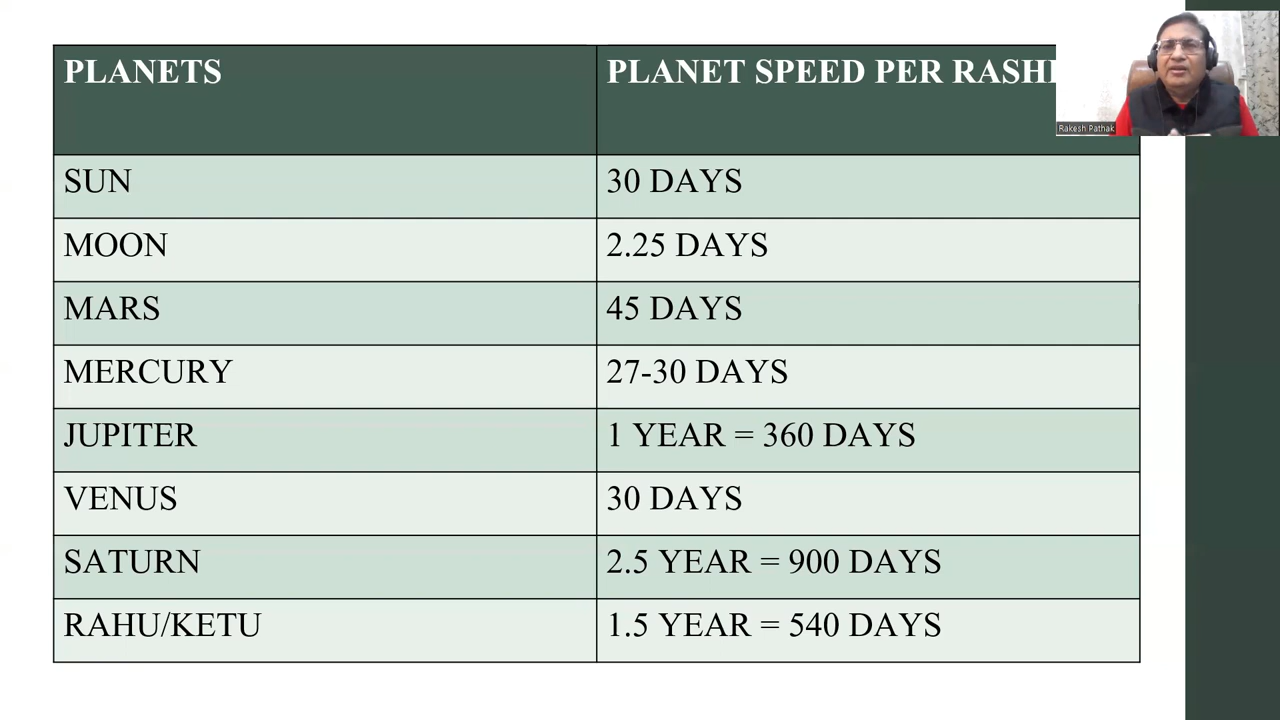 PLANETS
PLANET SPEED PER RASHI
Rakesh Pathak
SUN
30 DAYS
MOON
2.25 DAYS
MARS
45 DAYS
MERCURY
27-30 DAYS
JUPITER
1 YEAR = 360 DAYS
VENUS
30 DAYS
SATURN
2.5 YEAR = 900 DAYS
RAHU/KETU
1.5 YEAR = 540 DAYS